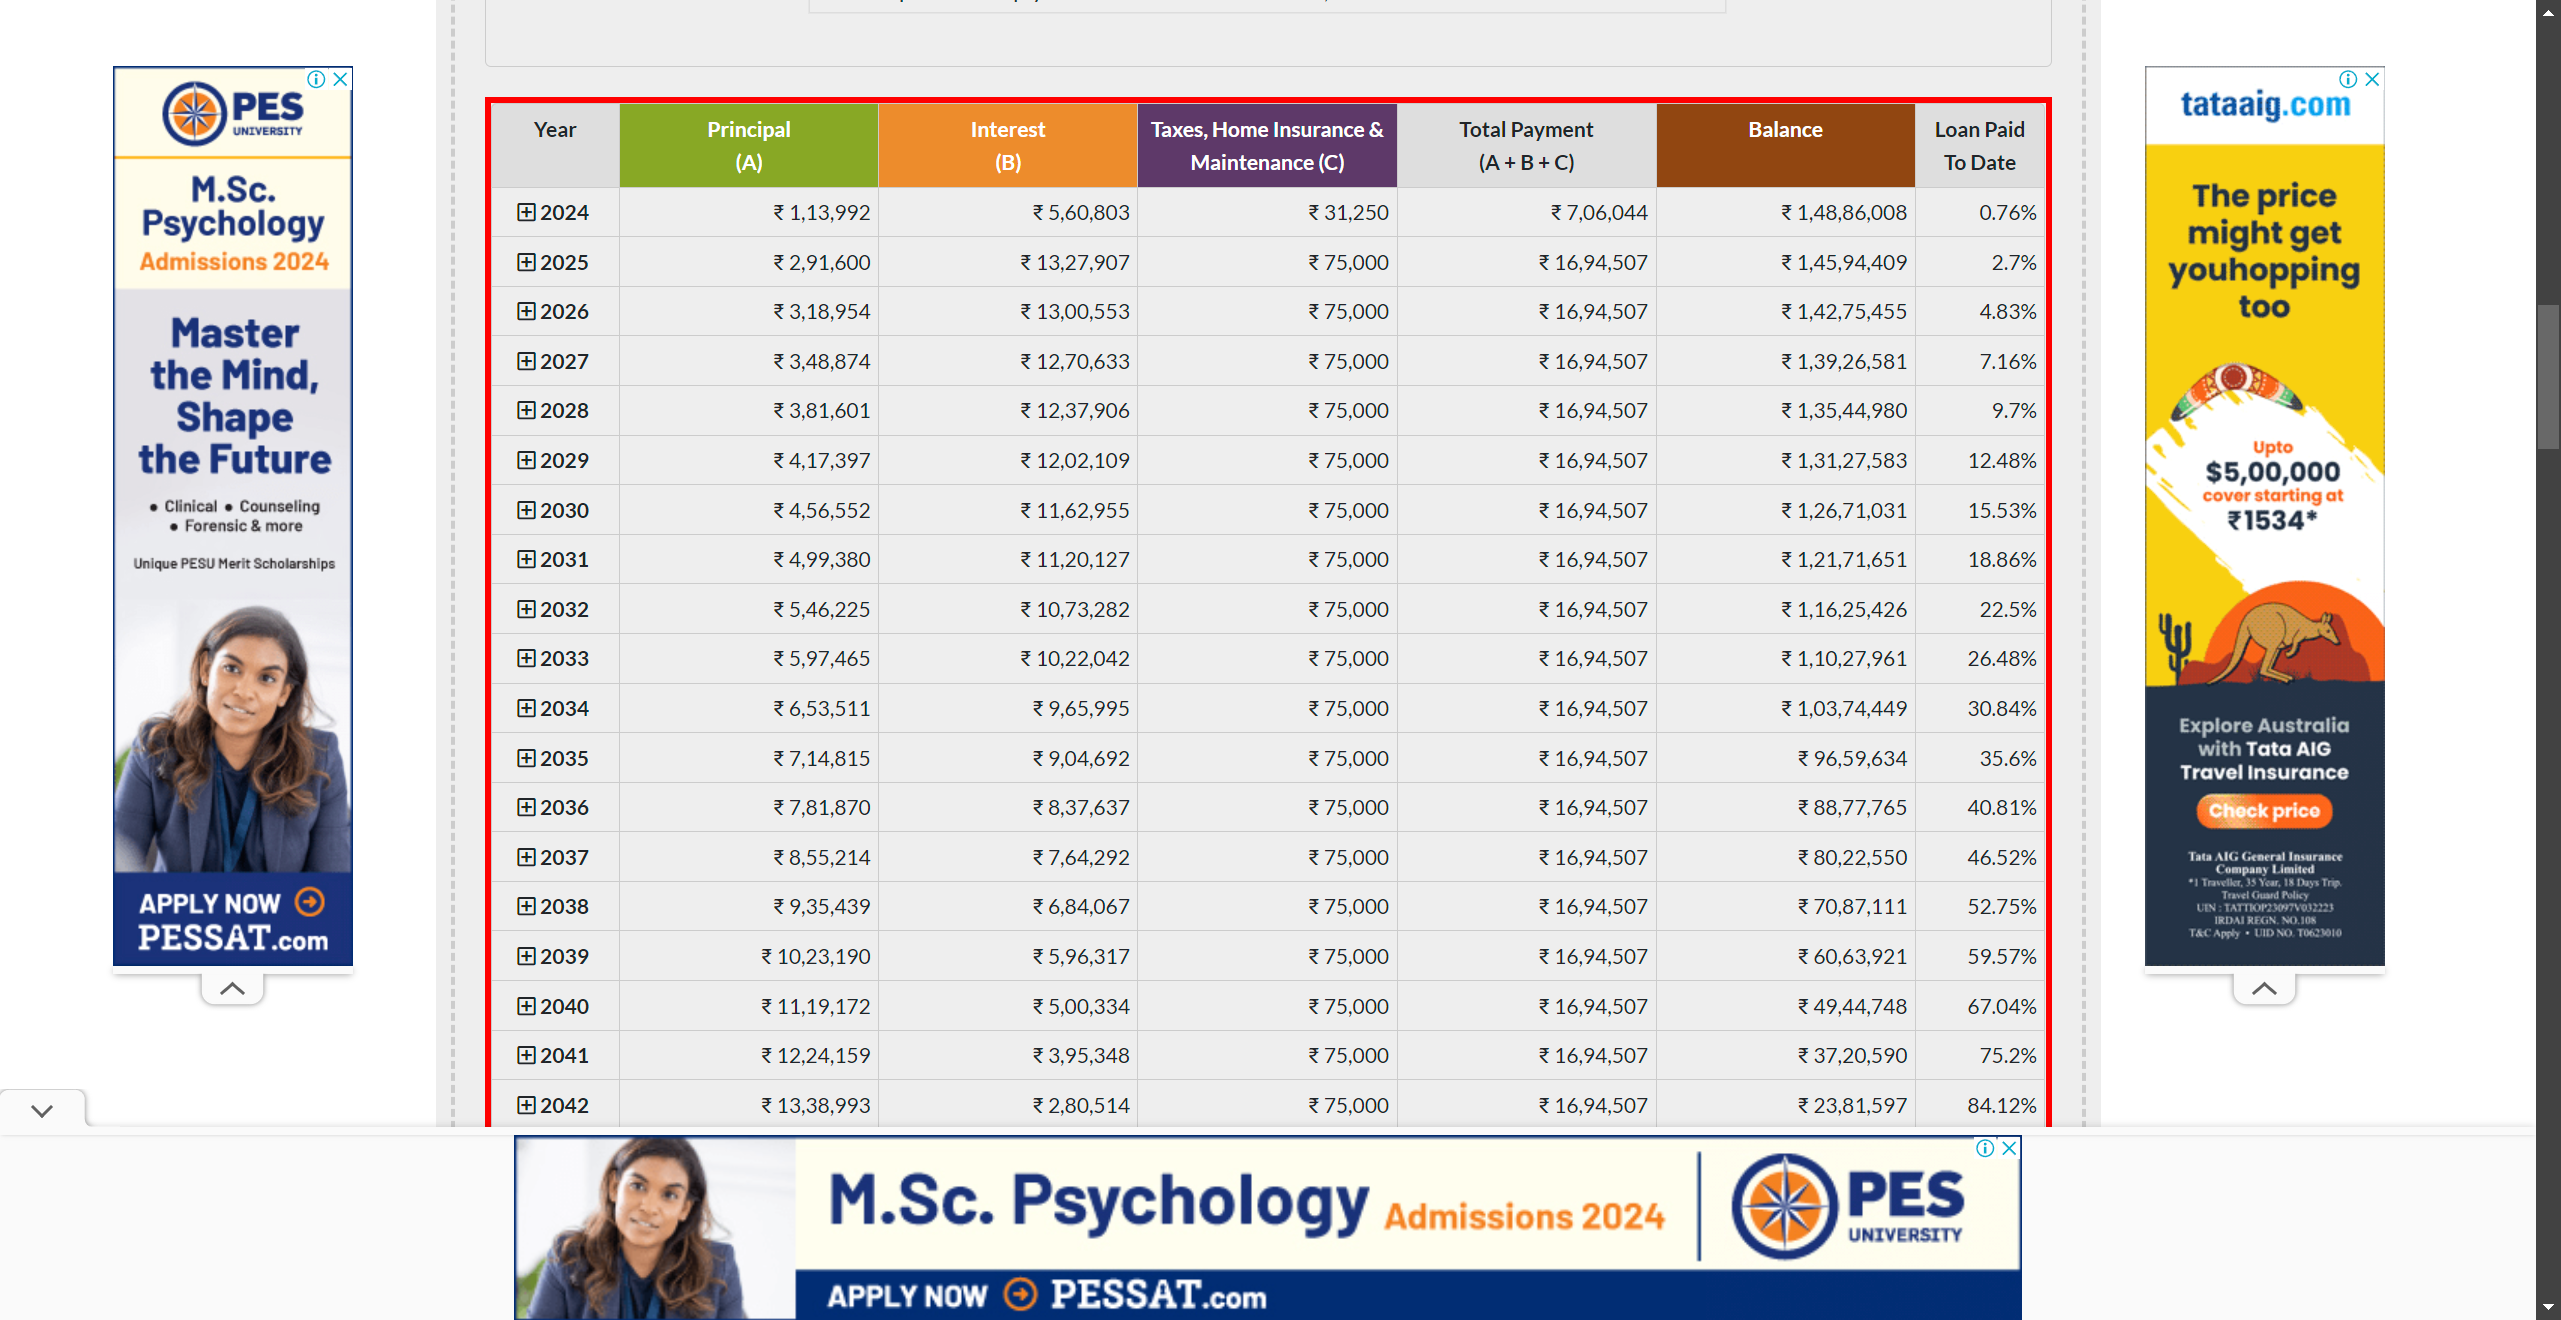 PES
UNIVERSITY
M.Sc.
Psychology
Admissions 2024
Master
the Mind,
Shape
the Future
• Clinical • Counseling
• Forensic & more
Unique PESU Merit Scholarships
APPLY NOW
PESSAT.com
Year Principal (A) Interest (B) Taxes, Home Insurance & Maintenance (C) Total Payment (A + B + C) Balance Loan Paid To Date
2024 ₹ 1,13,992 ₹ 5,60,803 ₹ 31,250 ₹ 7,06,044 ₹ 1,48,86,008 0.76%
2025 ₹ 2,91,600 ₹ 13,27,907 ₹ 75,000 ₹ 16,94,507 ₹ 1,45,94,409 2.7%
2026 ₹ 3,18,954 ₹ 13,00,553 ₹ 75,000 ₹ 16,94,507 ₹ 1,42,75,455 4.83%
2027 ₹ 3,48,874 ₹ 12,70,633 ₹ 75,000 ₹ 16,94,507 ₹ 1,39,26,581 7.16%
2028 ₹ 3,81,601 ₹ 12,37,906 ₹ 75,000 ₹ 16,94,507 ₹ 1,35,44,980 9.7%
2029 ₹ 4,17,397 ₹ 12,02,109 ₹ 75,000 ₹ 16,94,507 ₹ 1,31,27,583 12.48%
2030 ₹ 4,56,552 ₹ 11,62,955 ₹ 75,000 ₹ 16,94,507 ₹ 1,26,71,031 15.53%
2031 ₹ 4,99,380 ₹ 11,20,127 ₹ 75,000 ₹ 16,94,507 ₹ 1,21,71,651 18.86%
2032 ₹ 5,46,225 ₹ 10,73,282 ₹ 75,000 ₹ 16,94,507 ₹ 1,16,25,426 22.5%
2033 ₹ 5,97,465 ₹ 10,22,042 ₹ 75,000 ₹ 16,94,507 ₹ 1,10,27,961 26.48%
2034 ₹ 6,53,511 ₹ 9,65,995 ₹ 75,000 ₹ 16,94,507 ₹ 1,03,74,449 30.84%
2035 ₹ 7,14,815 ₹ 9,04,692 ₹ 75,000 ₹ 16,94,507 ₹ 96,59,634 35.6%
2036 ₹ 7,81,870 ₹ 8,37,637 ₹ 75,000 ₹ 16,94,507 ₹ 88,77,765 40.81%
2037 ₹ 8,55,214 ₹ 7,64,292 ₹ 75,000 ₹ 16,94,507 ₹ 80,22,550 46.52%
2038 ₹ 9,35,439 ₹ 6,84,067 ₹ 75,000 ₹ 16,94,507 ₹ 70,87,111 52.75%
2039 ₹ 10,23,190 ₹ 5,96,317 ₹ 75,000 ₹ 16,94,507 ₹ 60,63,921 59.57%
2040 ₹ 11,19,172 ₹ 5,00,334 ₹ 75,000 ₹ 16,94,507 ₹ 49,44,748 67.04%
2041 ₹ 12,24,159 ₹ 3,95,348 ₹ 75,000 ₹ 16,94,507 ₹ 37,20,590 75.2%
2042 ₹ 13,38,993 ₹ 2,80,514 ₹ 75,000 ₹ 16,94,507 ₹ 23,81,597 84.12%
tataaig.com
The price
might get
youhopping
too
Upto
$5,00,000
cover starting at
₹1534*
Explore Australia
with Tata AIG
Travel Insurance
Check price
Tata AIG General Insurance
Company Limited
*1 Traveller, 35 Year, 18 Days Trip.
Travel Guard Policy
UIN : TATTIOP23097V032223
IRDAI REGN. NO.108
T&C Apply • UID NO. T0623010
M.Sc. Psychology Admissions 2024
PES
UNIVERSITY
APPLY NOW PESSAT.com